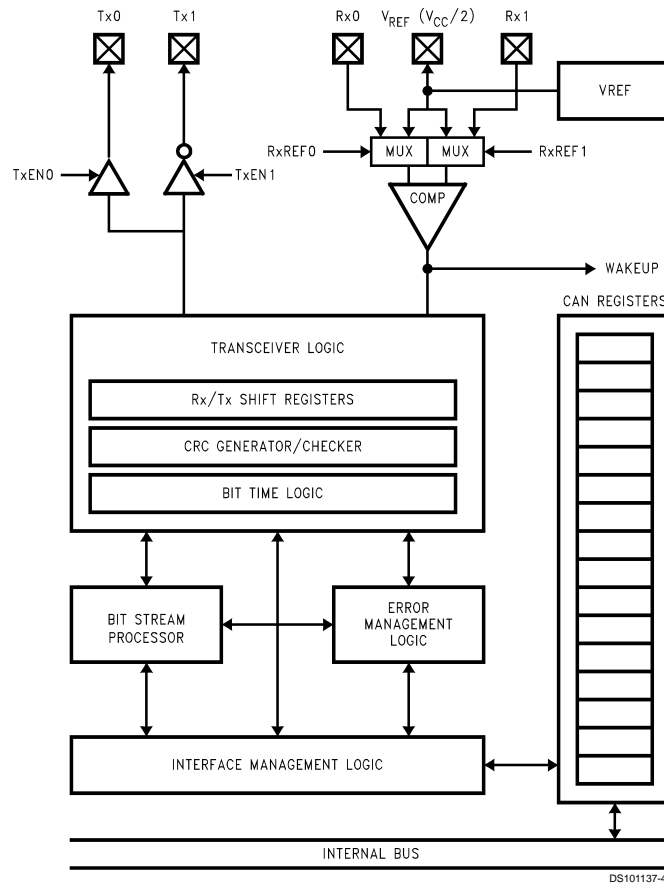 Tx0 Tx1 Rx0 VREF (VCC/2) Rx1
VREF
RxREF0 MUX MUX RxREF1
TxEN0 TxEN1
COMP
WAKEUP
CAN REGISTERS
TRANSCEIVER LOGIC
Rx/Tx SHIFT REGISTERS
CRC GENERATOR/CHECKER
BIT TIME LOGIC
BIT STREAM
PROCESSOR
ERROR
MANAGEMENT
LOGIC
INTERFACE MANAGEMENT LOGIC
INTERNAL BUS
DS101137-4